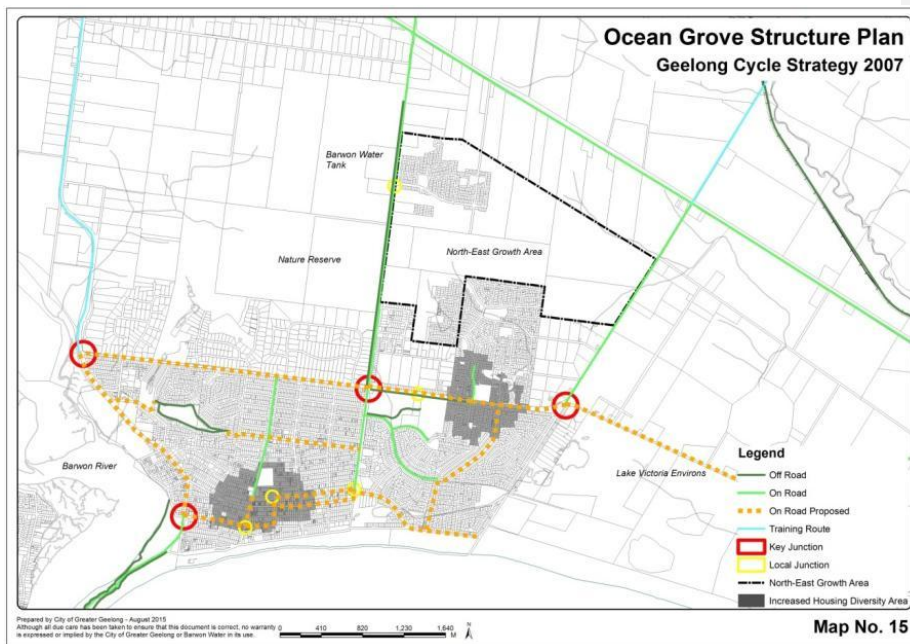 Ocean Grove Structure Plan
Geelong Cycle Strategy 2007
Barwon Water
Tank
Nature Reserve
North-East Growth Area
Barwon River
Lake Victoria Environs
Legend
Off Road
On Road
On Road Proposed
Training Route
Key Junction
Local Junction
North-East Growth Area
Increased Housing Diversity Area
Prepared by City of Greater Geelong - August 2015
Although all due care has been taken to ensure that this document is correct, no warranty
is expressed or implied by the City of Greater Geelong or Barwon Water in its use.
0 410 820 1,230 1,640
M
N
Map No. 15